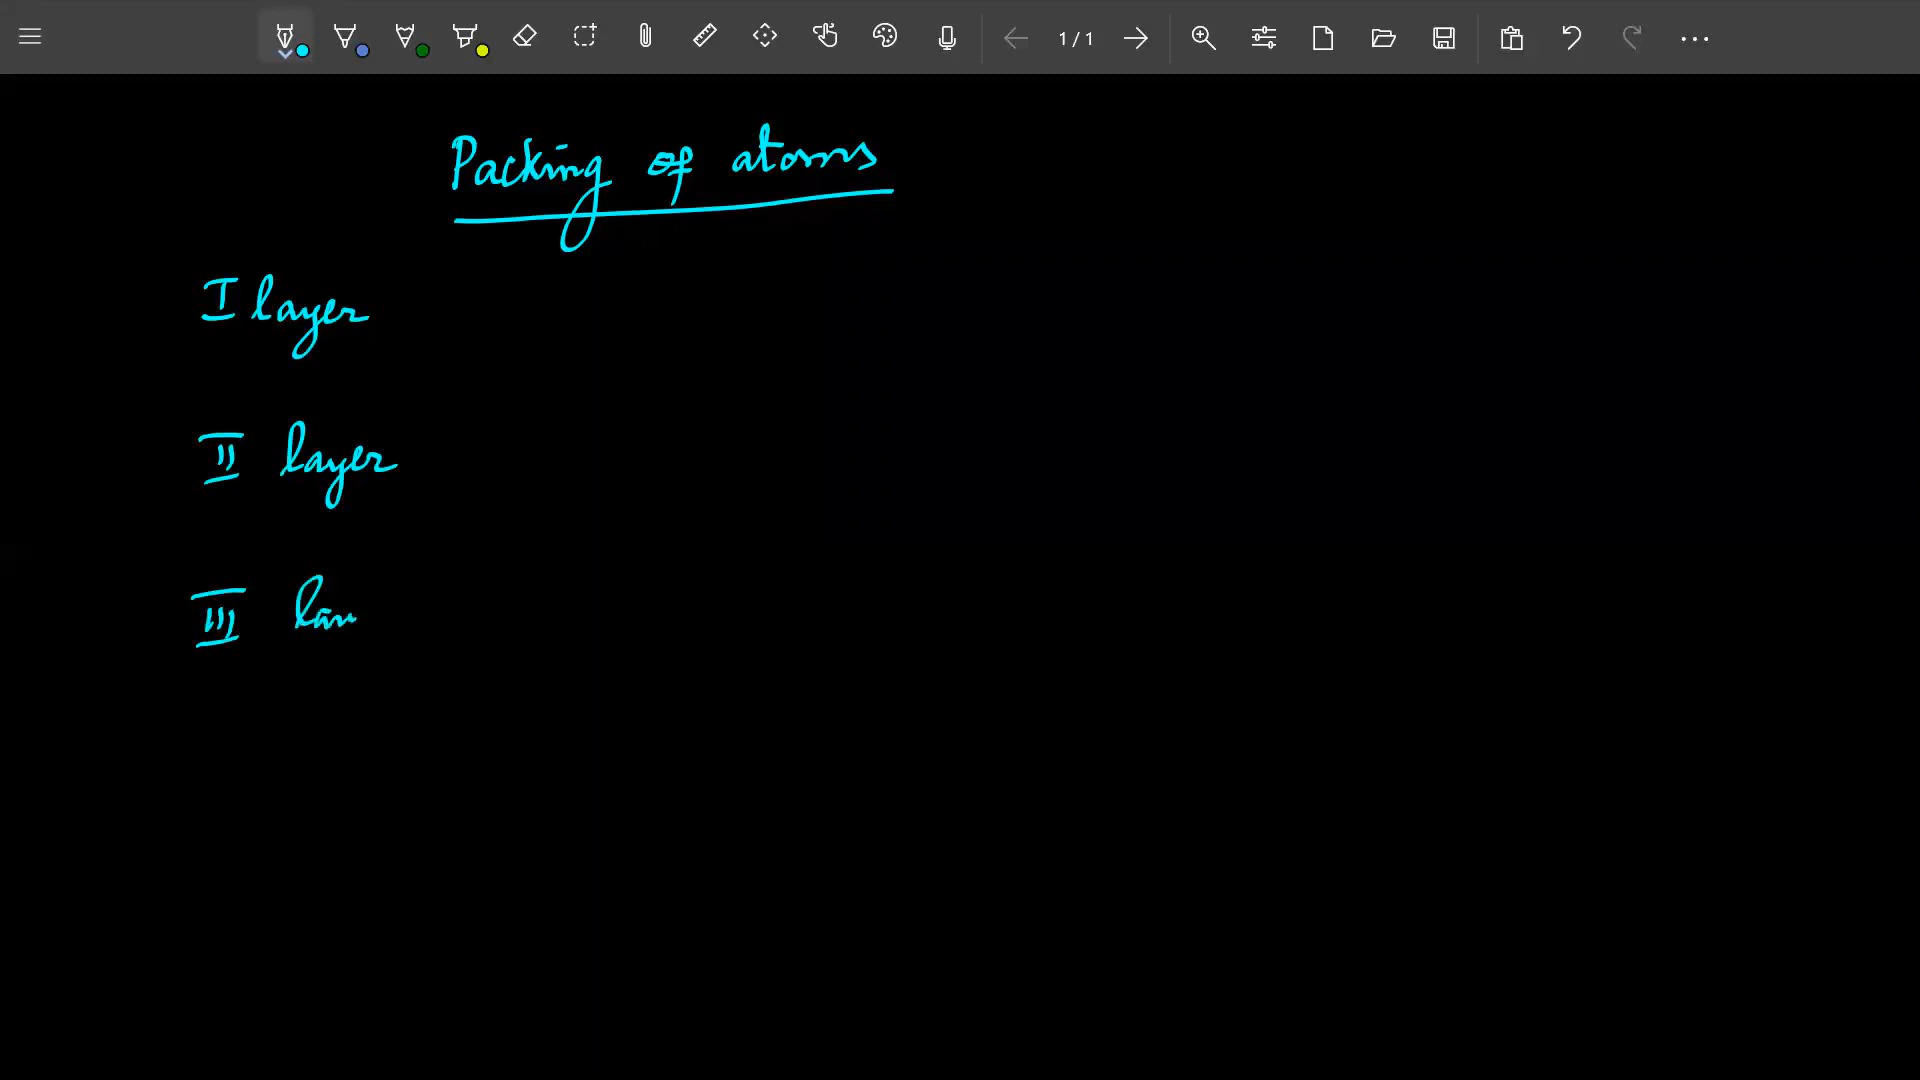 1 / 1
Packing of atoms
I layer
II layer
III